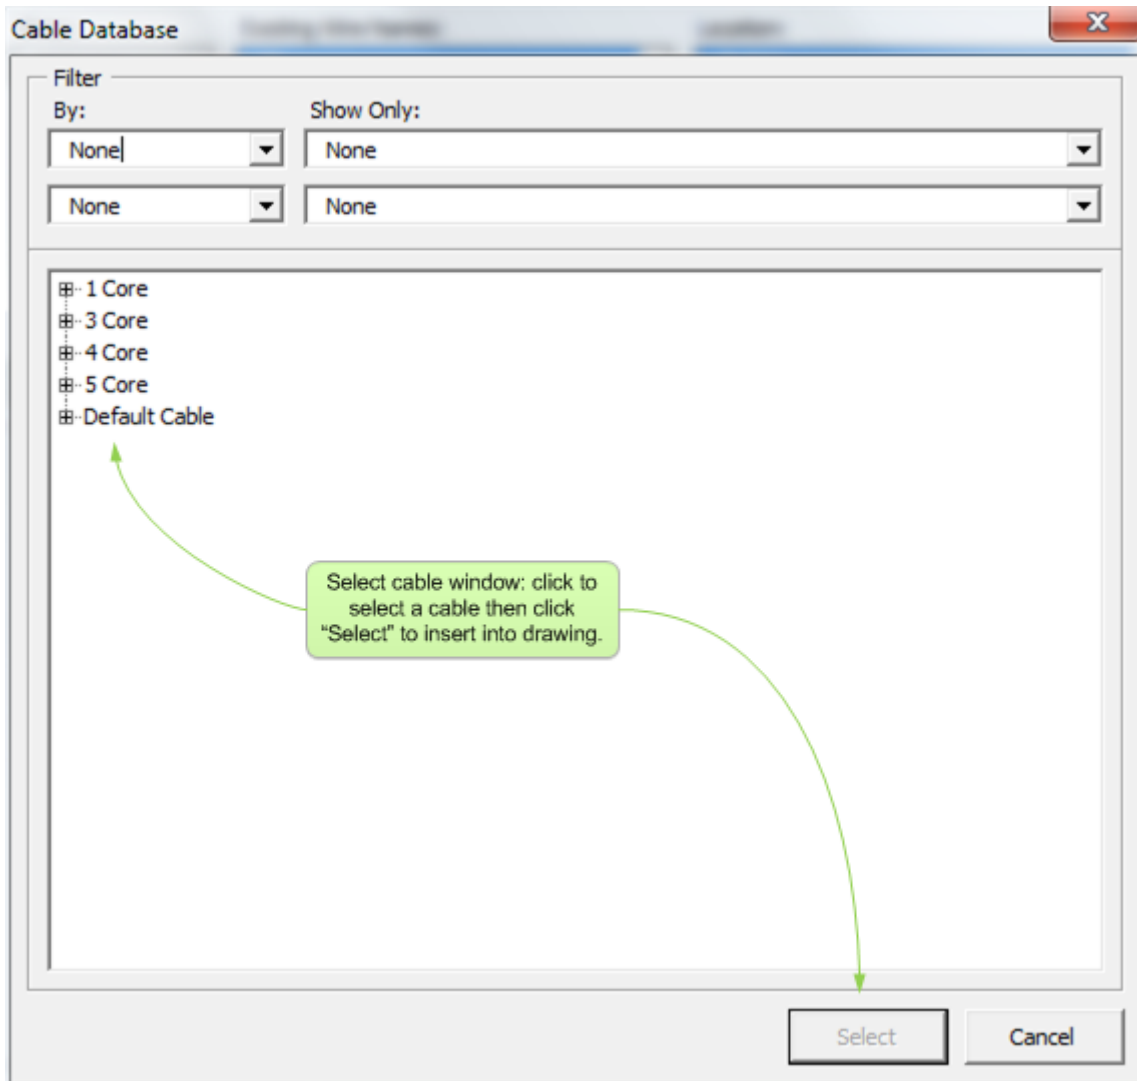 Cable Database
Filter
By: Show Only:
None None
None None
1 Core
3 Core
4 Core
5 Core
Default Cable
Select cable window: click to
select a cable then click
“Select” to insert into drawing.
Select Cancel